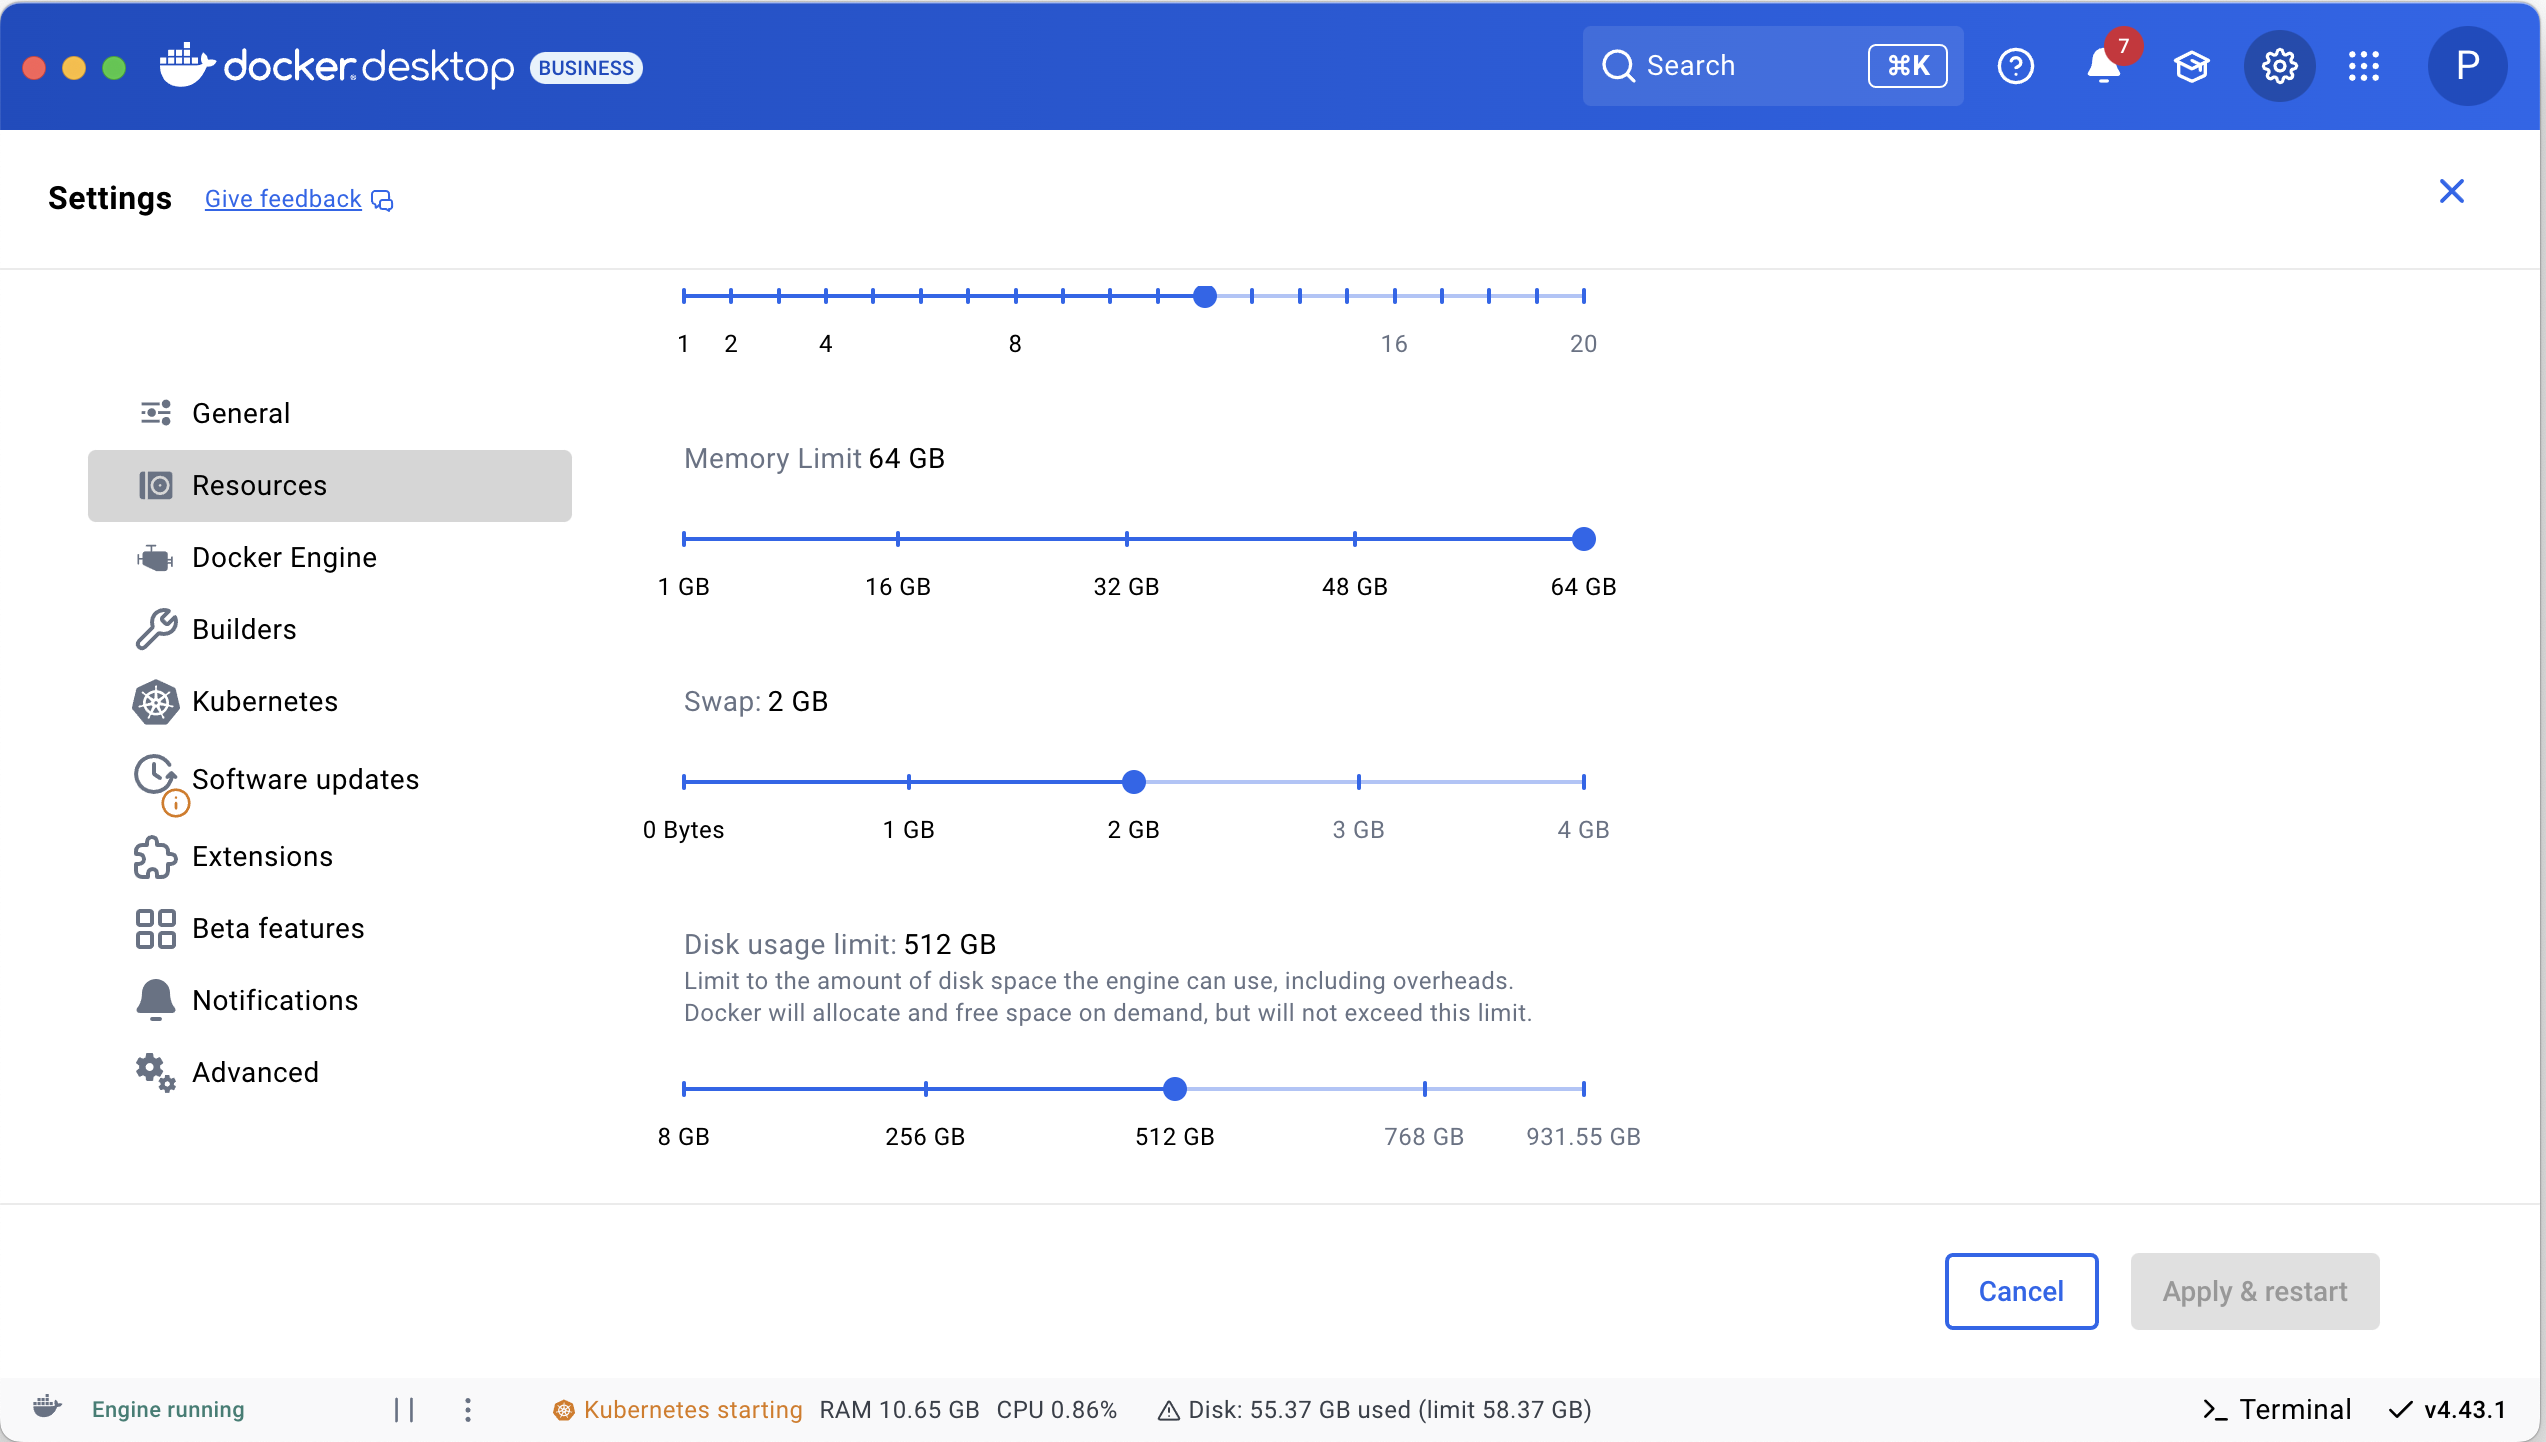 docker desktop BUSINESS
Search ⌘K
7
P
Settings Give feedback
1 2 4 8 16 20
General
Resources
Docker Engine
Builders
Kubernetes
Software updates
Extensions
Beta features
Notifications
Advanced
Memory Limit 64 GB
1 GB 16 GB 32 GB 48 GB 64 GB
Swap: 2 GB
0 Bytes 1 GB 2 GB 3 GB 4 GB
Disk usage limit: 512 GB
Limit to the amount of disk space the engine can use, including overheads.
Docker will allocate and free space on demand, but will not exceed this limit.
8 GB 256 GB 512 GB 768 GB 931.55 GB
Cancel Apply & restart
Engine running Kubernetes starting RAM 10.65 GB CPU 0.86% Disk: 55.37 GB used (limit 58.37 GB) Terminal v4.43.1